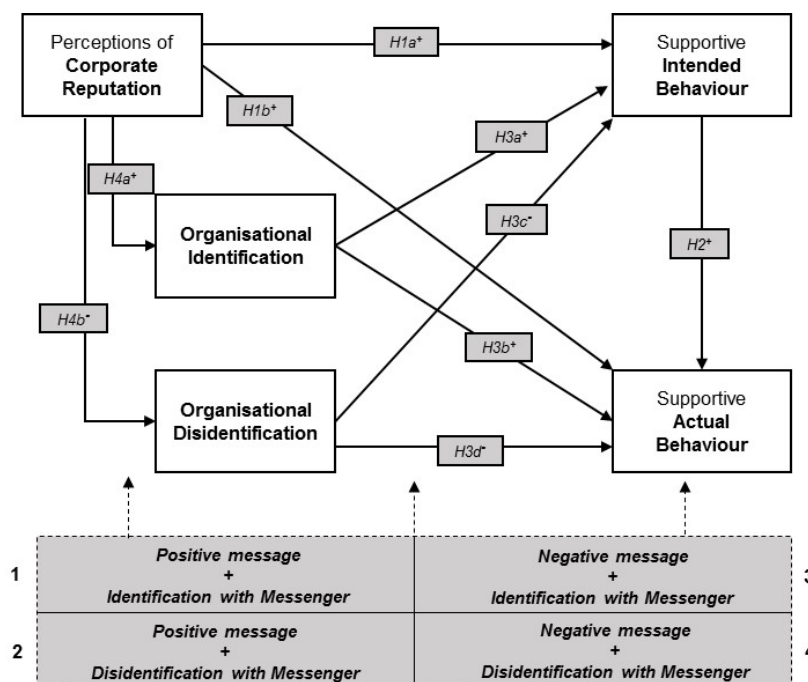 Perceptions of
Corporate
Reputation
H1a+
Supportive
Intended
Behaviour
H1b+
H3a+
H4a+
Organisational
Identification
H3c-
H2+
H4b-
H3b+
Organisational
Disidentification
Supportive
Actual
Behaviour
H3d-
1
Positive message
+
Identification with Messenger
Negative message
+
Identification with Messenger
3
2
Positive message
+
Disidentification with Messenger
Negative message
+
Disidentification with Messenger